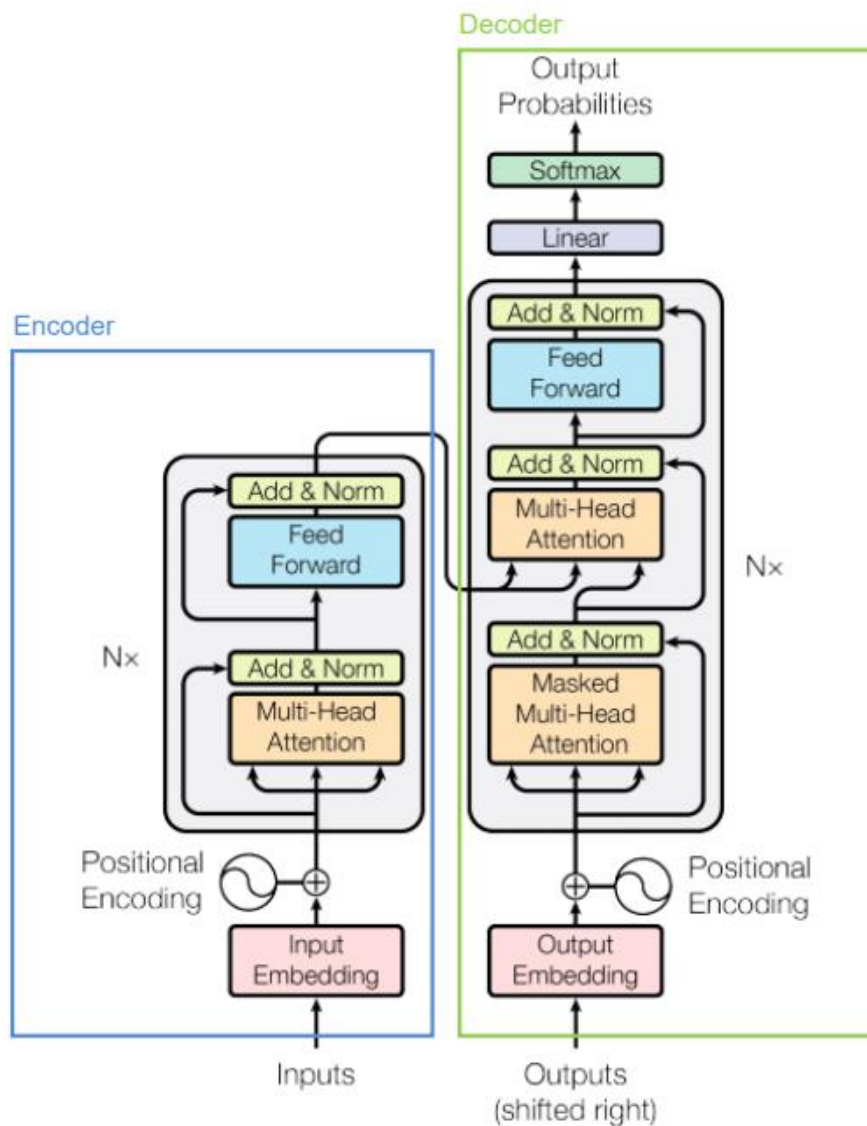 Decoder
Output
Probabilities
Softmax
Linear
Add & Norm
Feed
Forward
Add & Norm
Multi-Head
Attention
N×
Add & Norm
Masked
Multi-Head
Attention
Positional
Encoding
Output
Embedding
Outputs
(shifted right)
Encoder
Add & Norm
Feed
Forward
N×
Add & Norm
Multi-Head
Attention
Positional
Encoding
Input
Embedding
Inputs